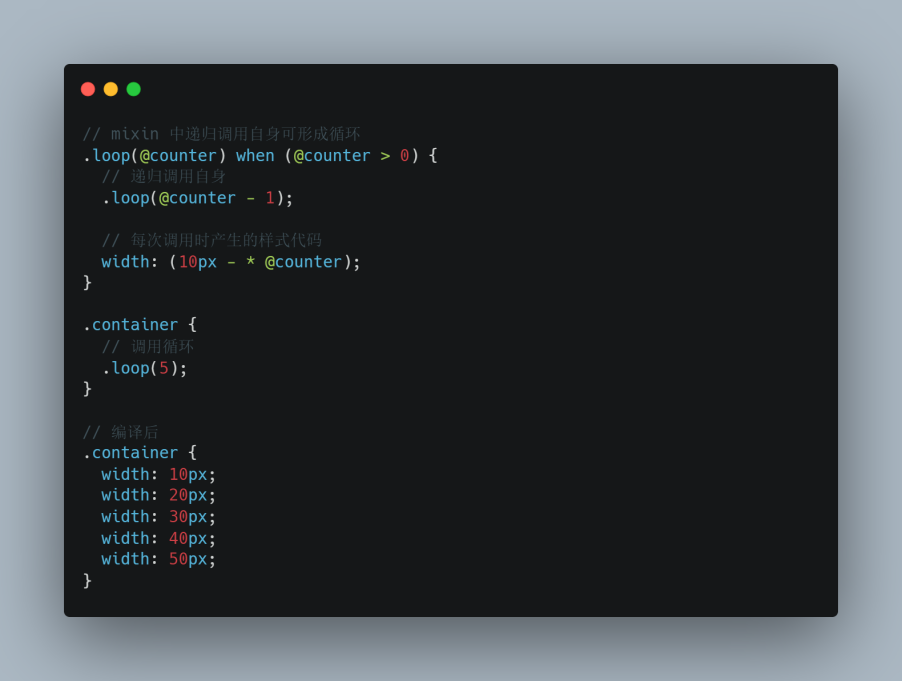 // mixin 中递归调用自身可形成循环
.loop(@counter) when (@counter > 0) {
  // 递归调用自身
  .loop(@counter - 1);
  // 每次调用时产生的样式代码
  width: (10px - * @counter);
}
.container {
  // 调用循环
  .loop(5);
}
// 编译后
.container {
  width: 10px;
  width: 20px;
  width: 30px;
  width: 40px;
  width: 50px;
}